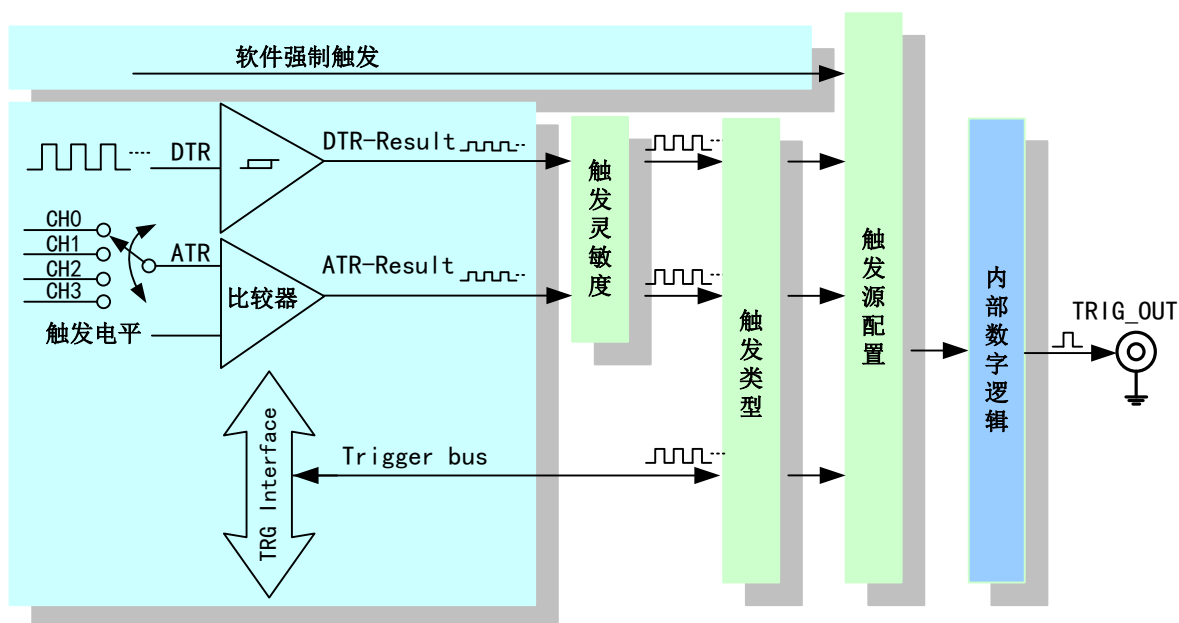 软件强制触发
DTR
DTR-Result
CH0
CH1
CH2
CH3
ATR
ATR-Result
比较器
触发电平
TRG Interface
Trigger bus
触发灵敏度
触发类型
触发源配置
内部数字逻辑
TRIG_OUT